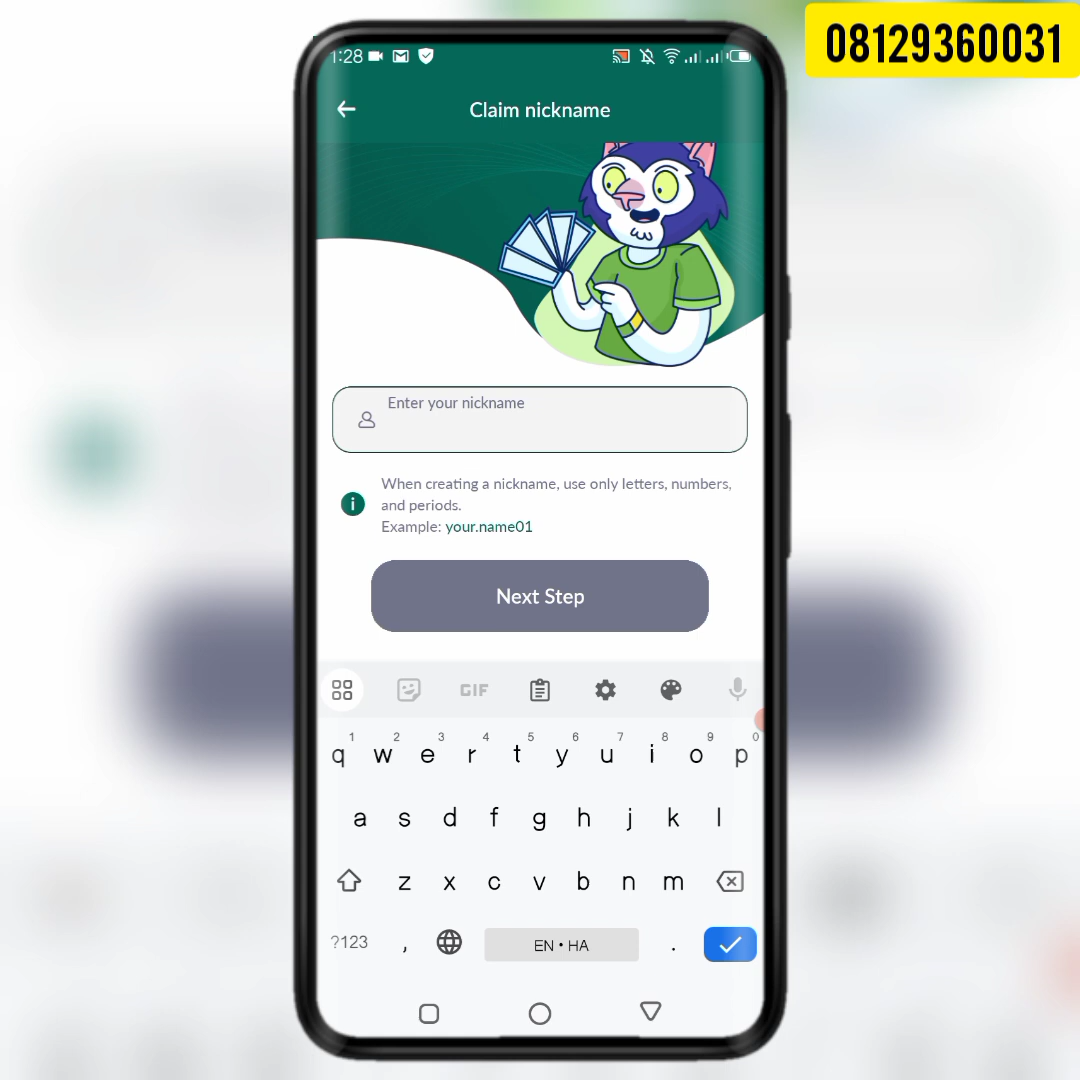 08129360031
1:28
Claim nickname
Enter your nickname
When creating a nickname, use only letters, numbers,
and periods.
Example: your.name01
Next Step
GIF
1 2 3 4 5 6 7 8 9 0
q w e r t y u i o p
a s d f g h j k l
z x c v b n m
?123 , EN • HA .